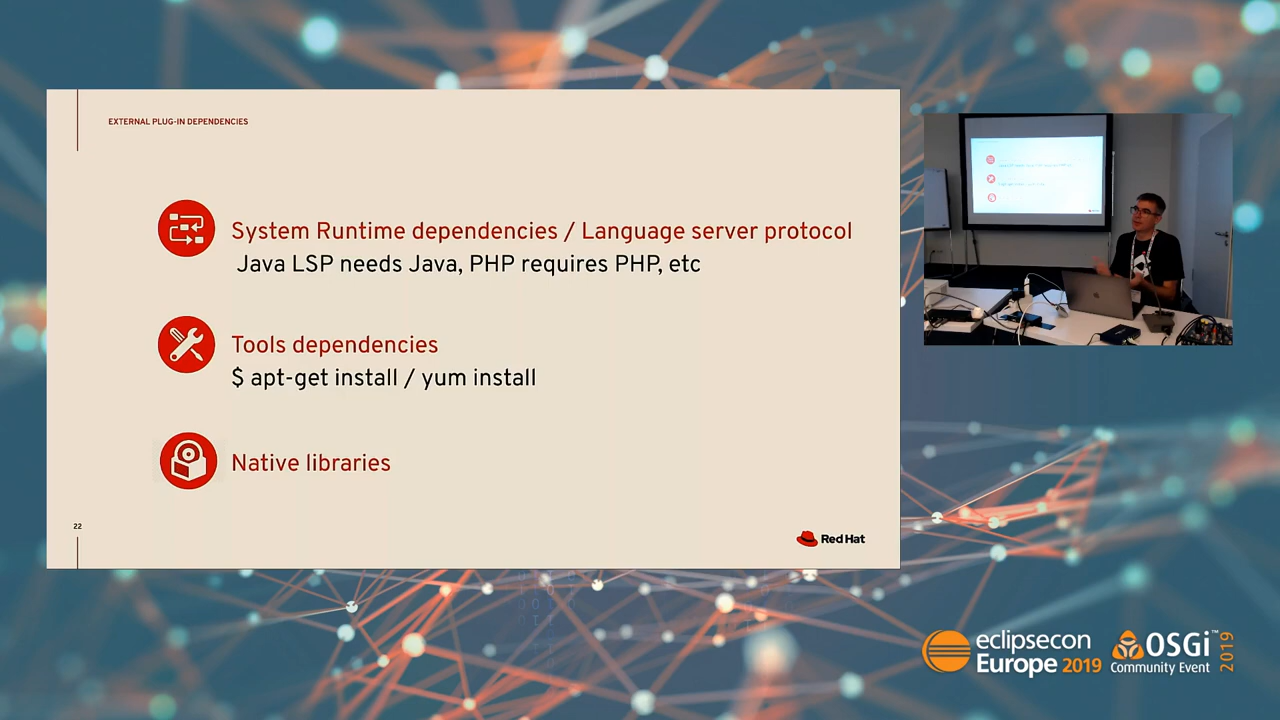 EXTERNAL PLUG-IN DEPENDENCIES
System Runtime dependencies / Language server protocol
Java LSP needs Java, PHP requires PHP, etc
Tools dependencies
$ apt-get install / yum install
Native libraries
22
Red Hat
eclipsecon
Europe 2019
OSGi™
Community Event
2019